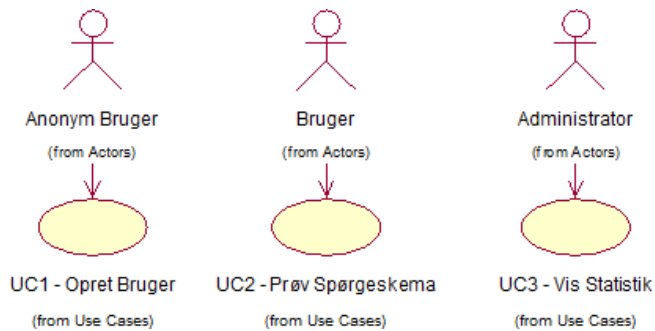 Anonym Bruger
(from Actors)
Bruger
(from Actors)
Administrator
(from Actors)
UC1 - Opret Bruger
(from Use Cases)
UC2 - Prøv Spørgeskema
(from Use Cases)
UC3 - Vis Statistik
(from Use Cases)